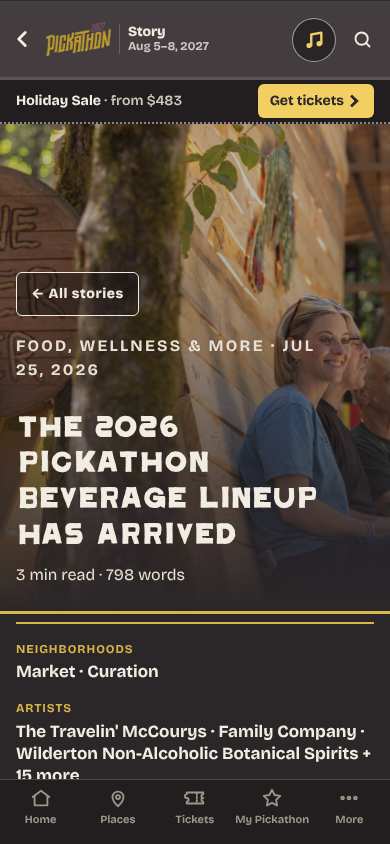 PICKATHON
Story
Aug 5–8, 2027
Holiday Sale · from $483
Get tickets
← All stories
FOOD, WELLNESS & MORE · JUL
25, 2026
THE 2026
PICKATHON
BEVERAGE LINEUP
HAS ARRIVED
3 min read · 798 words
NEIGHBORHOODS
Market · Curation
ARTISTS
The Travelin' McCourys · Family Company ·
Wilderton Non-Alcoholic Botanical Spirits +
15 more
Home
Places
Tickets
My Pickathon
More